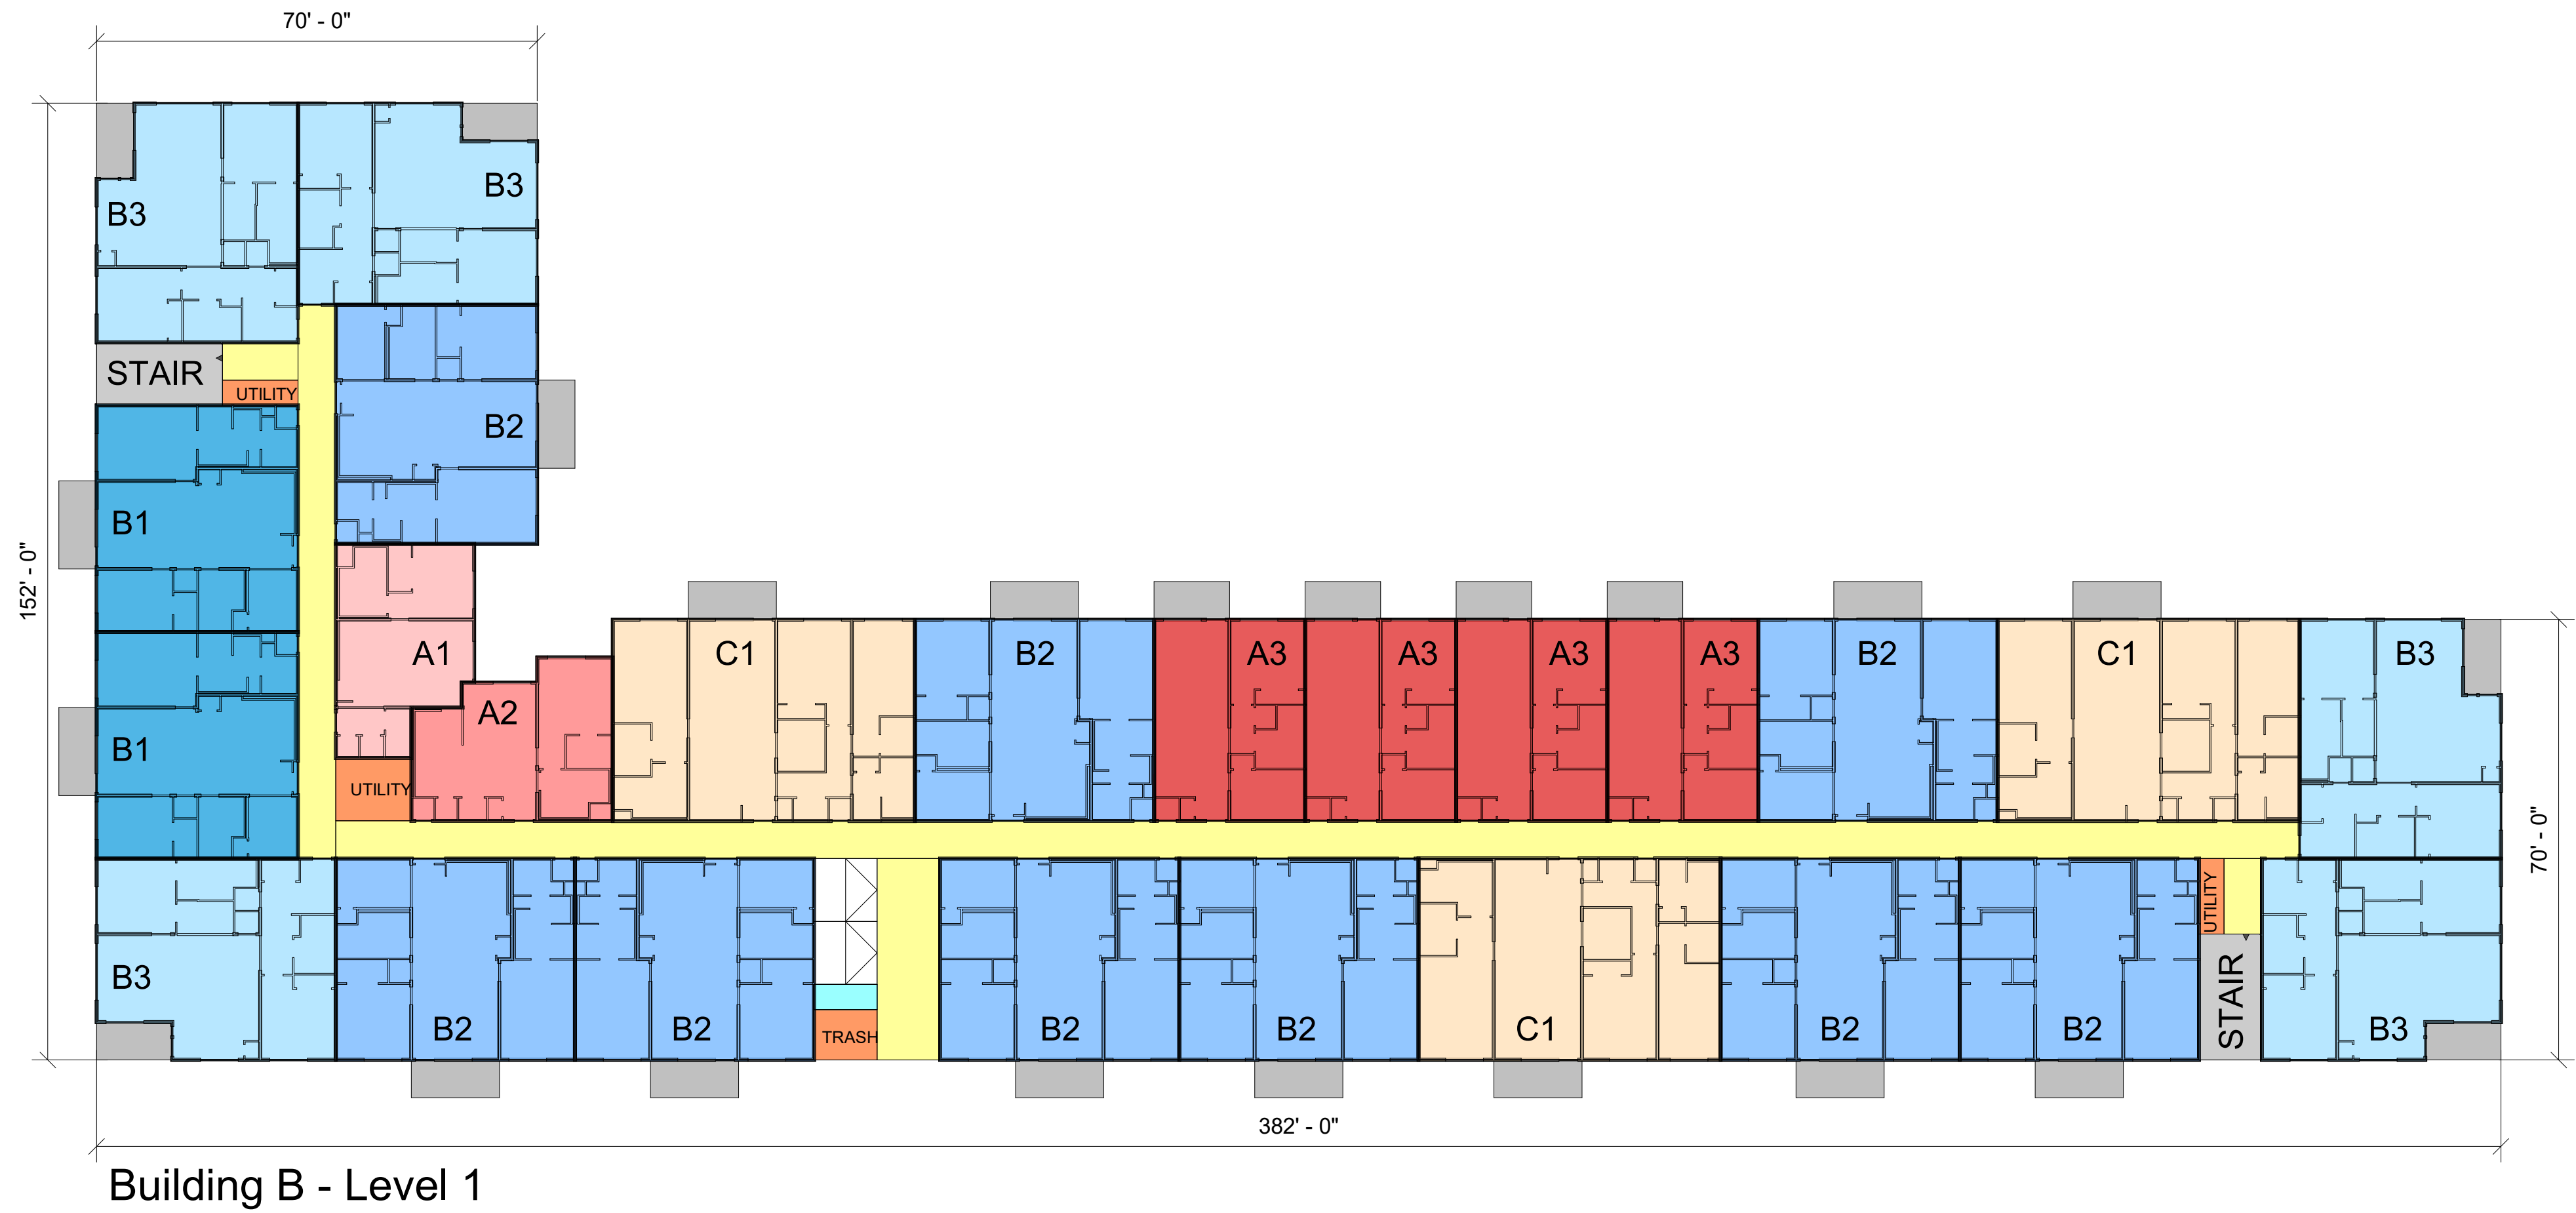 70' - 0"
B3
B3
STAIR
UTILITY
B2
B1
152' - 0"
A1
C1
B2
A3
A3
A3
A3
B2
C1
B3
A2
B1
UTILITY
70' - 0"
UTILITY
B3
STAIR
B2
B2
TRASH
B2
B2
C1
B2
B2
B3
382' - 0"
Building B - Level 1